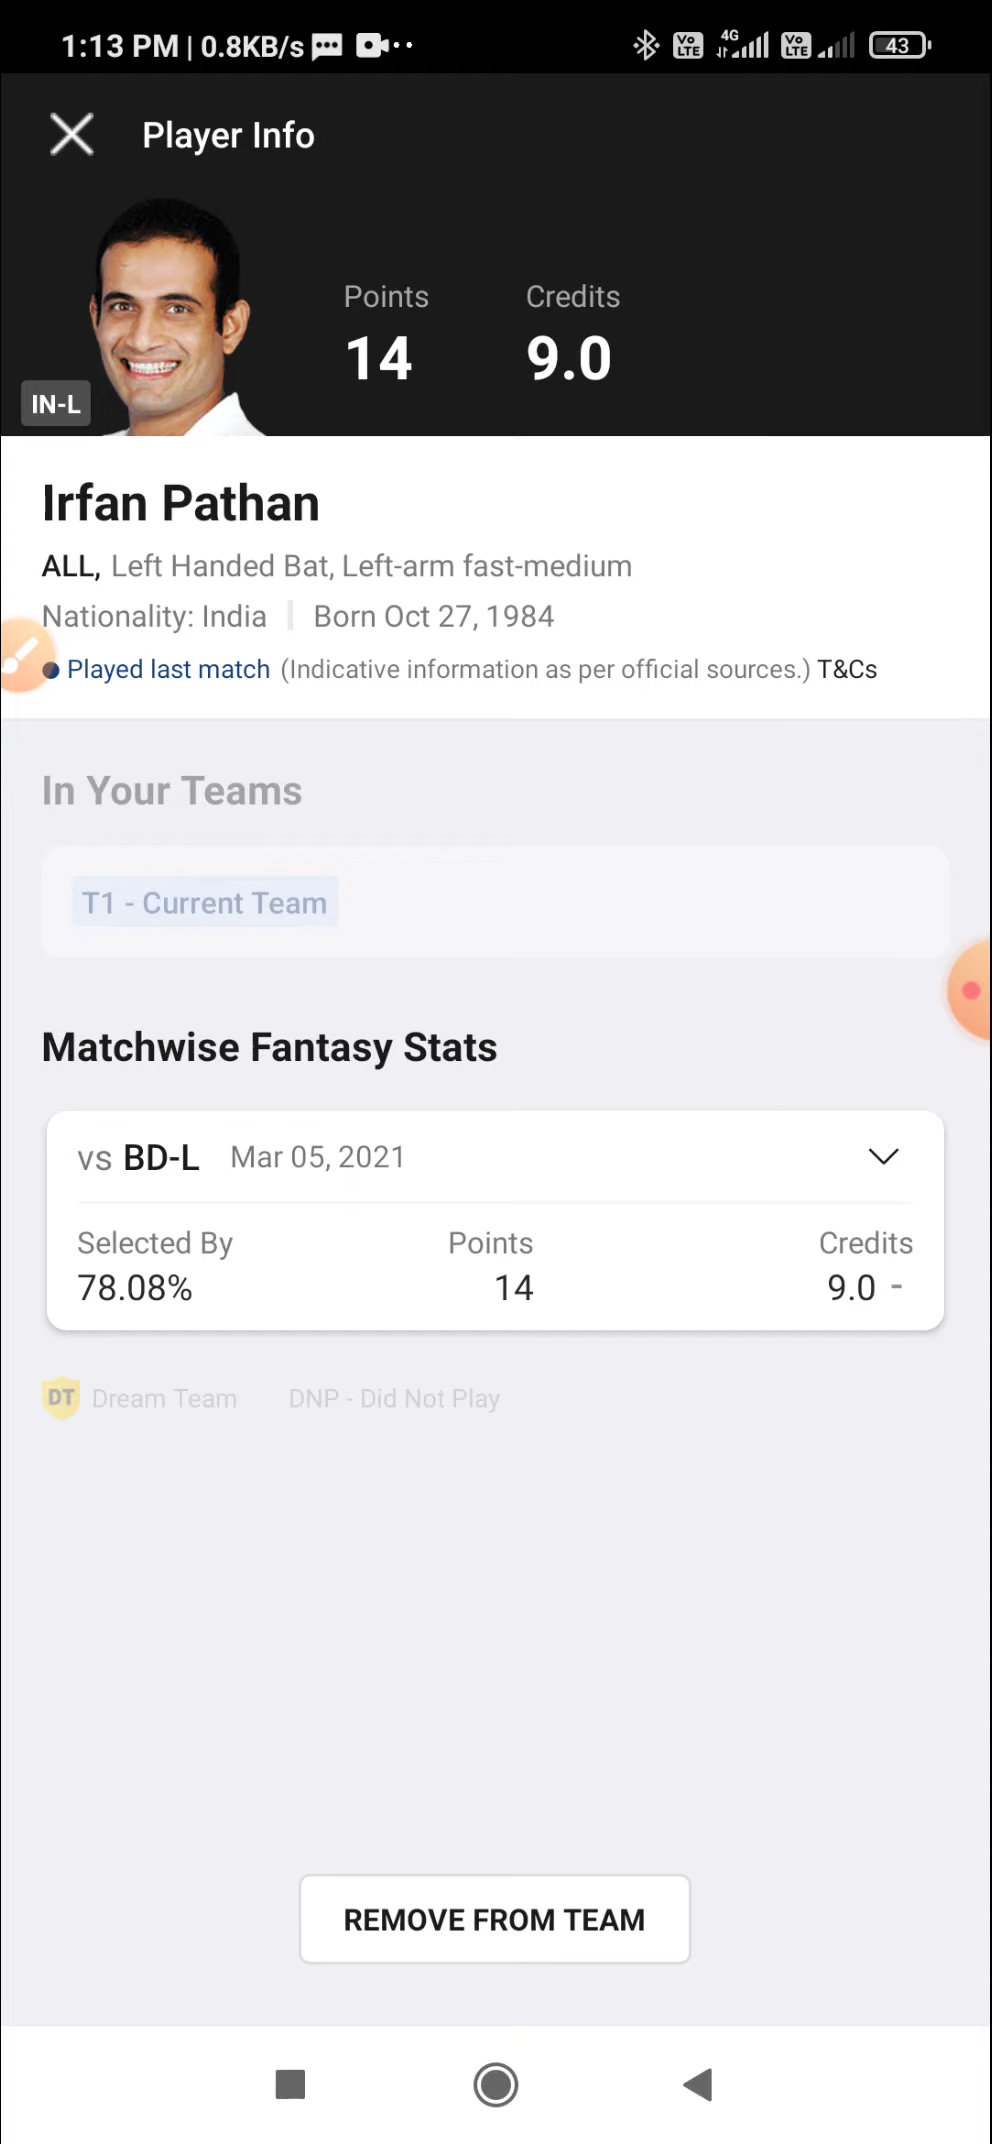 1:13 PM | 0.8KB/s 4G 43
Player Info
Points Credits
14 9.0
IN-L
Irfan Pathan
ALL, Left Handed Bat, Left-arm fast-medium
Nationality: India | Born Oct 27, 1984
Played last match (Indicative information as per official sources.) T&Cs
In Your Teams
T1 - Current Team
Matchwise Fantasy Stats
vs BD-L Mar 05, 2021
Selected By Points Credits
78.08% 14 9.0 -
DT Dream Team DNP - Did Not Play
REMOVE FROM TEAM